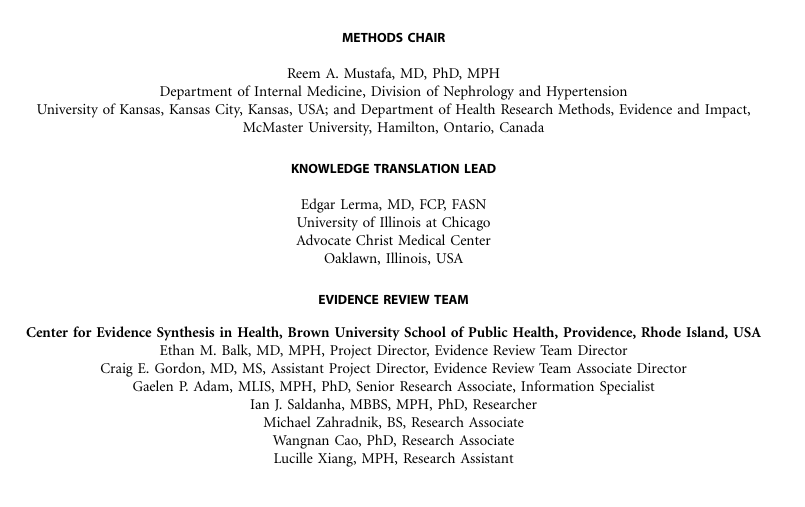 METHODS CHAIR
Reem A. Mustafa, MD, PhD, MPH
Department of Internal Medicine, Division of Nephrology and Hypertension
University of Kansas, Kansas City, Kansas, USA; and Department of Health Research Methods, Evidence and Impact,
McMaster University, Hamilton, Ontario, Canada
KNOWLEDGE TRANSLATION LEAD
Edgar Lerma, MD, FCP, FASN
University of Illinois at Chicago
Advocate Christ Medical Center
Oaklawn, Illinois, USA
EVIDENCE REVIEW TEAM
Center for Evidence Synthesis in Health, Brown University School of Public Health, Providence, Rhode Island, USA
Ethan M. Balk, MD, MPH, Project Director, Evidence Review Team Director
Craig E. Gordon, MD, MS, Assistant Project Director, Evidence Review Team Associate Director
Gaelen P. Adam, MLIS, MPH, PhD, Senior Research Associate, Information Specialist
Ian J. Saldanha, MBBS, MPH, PhD, Researcher
Michael Zahradnik, BS, Research Associate
Wangnan Cao, PhD, Research Associate
Lucille Xiang, MPH, Research Assistant